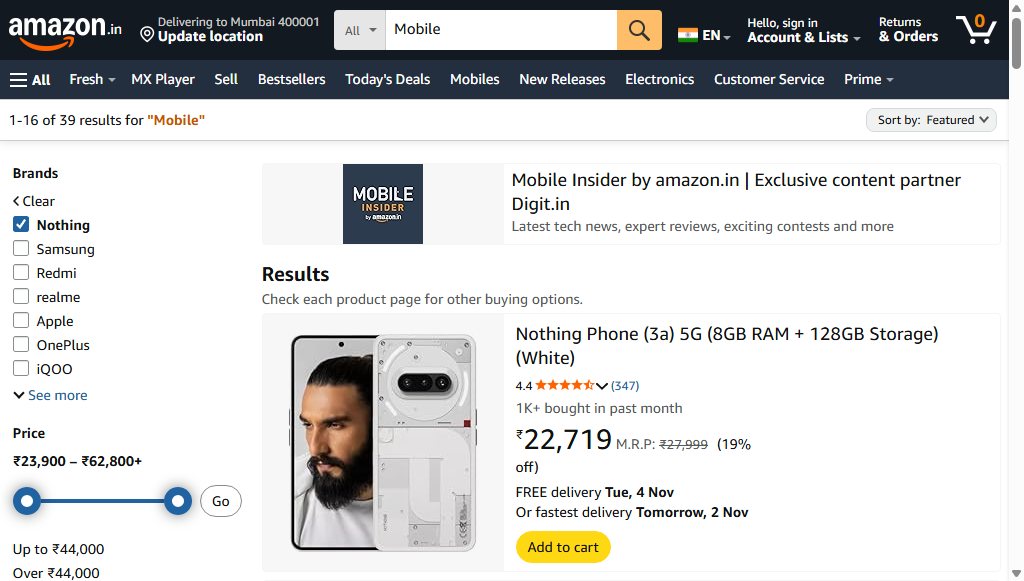 amazon.in
Delivering to Mumbai 400001
Update location
All
Mobile
EN
Hello, sign in
Account & Lists
Returns
& Orders
0
All
Fresh
MX Player
Sell
Bestsellers
Today's Deals
Mobiles
New Releases
Electronics
Customer Service
Prime
1-16 of 39 results for "Mobile"
Sort by: Featured
Brands
Clear
Nothing
Samsung
Redmi
realme
Apple
OnePlus
iQOO
See more
Price
₹23,900 – ₹62,800+
Go
Up to ₹44,000
Over ₹44,000
MOBILE
INSIDER
by amazon.in
Mobile Insider by amazon.in | Exclusive content partner
Digit.in
Latest tech news, expert reviews, exciting contests and more
Results
Check each product page for other buying options.
Nothing Phone (3a) 5G (8GB RAM + 128GB Storage)
(White)
4.4 (347)
1K+ bought in past month
₹22,719 M.R.P: ₹27,999 (19%
off)
FREE delivery Tue, 4 Nov
Or fastest delivery Tomorrow, 2 Nov
Add to cart